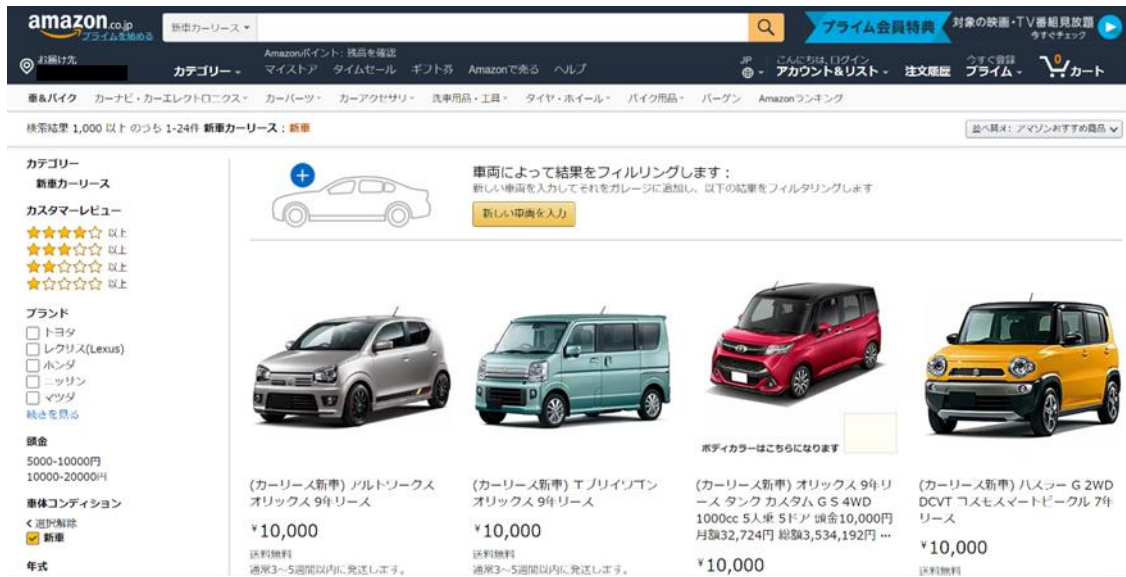 amazon.co.jp
プライムを始める
新車カーリース
プライム会員特典
対象の映画・TV番組見放題
今すぐチェック
お届け先
カテゴリー
Amazonポイント: 残高を確認
マイストア タイムセール ギフト券 Amazonで売る ヘルプ
JP
こんにちは, ログイン
アカウント&リスト
注文履歴
今すぐ登録
プライム
0
カート
車&バイク カーナビ・カーエレクトロニクス カーパーツ カーアクセサリ 洗車用品・工具 タイヤ・ホイール バイク用品 バーゲン Amazonランキング
検索結果 1,000 以上 のうち 1-24件 新車カーリース : 新車
並べ替え: アマゾンおすすめ商品
カテゴリー
新車カーリース
カスタマーレビュー
以上
以上
以上
以上
ブランド
トヨタ
レクサス(Lexus)
ホンダ
ニッサン
マツダ
続きを見る
頭金
5000-10000円
10000-20000円
車体コンディション
選択解除
新車
年式
車両によって結果をフィルリングします:
新しい車両を入力してそれをガレージに追加し、以下の結果をフィルタリングします
新しい車両を入力
(カーリース新車) アルトワークス
オリックス 9年リース
¥10,000
送料無料
通常3~5週間以内に発送します。
(カーリース新車) エブリイワゴン
オリックス 9年リース
¥10,000
送料無料
通常3~5週間以内に発送します。
ボディカラーはこちらになります
(カーリース新車) オリックス 9年リ
ース タンク カスタム G S 4WD
1000cc 5人乗 5ドア 頭金10,000円
月額32,724円 総額3,534,192円 …
¥10,000
(カーリース新車) ハスラー G 2WD
DCVT コスモスマートビークル 7年
リース
¥10,000
送料無料